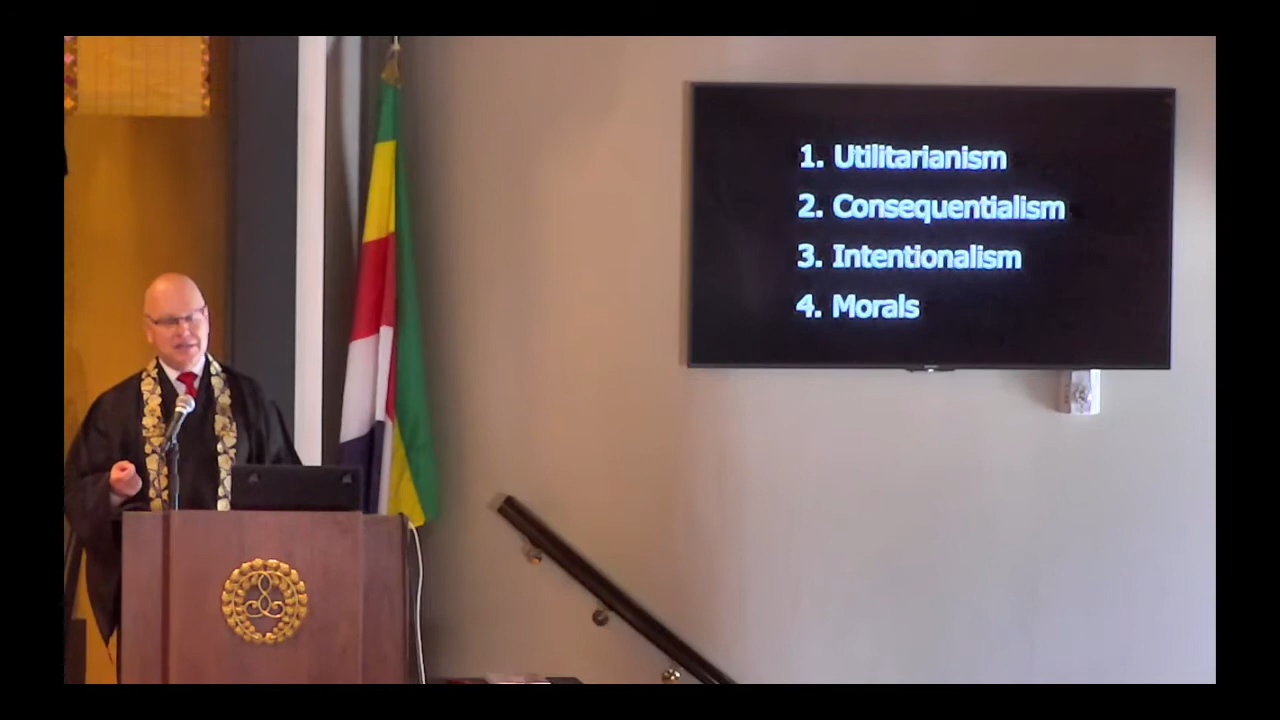 1. Utilitarianism
2. Consequentialism
3. Intentionalism
4. Morals